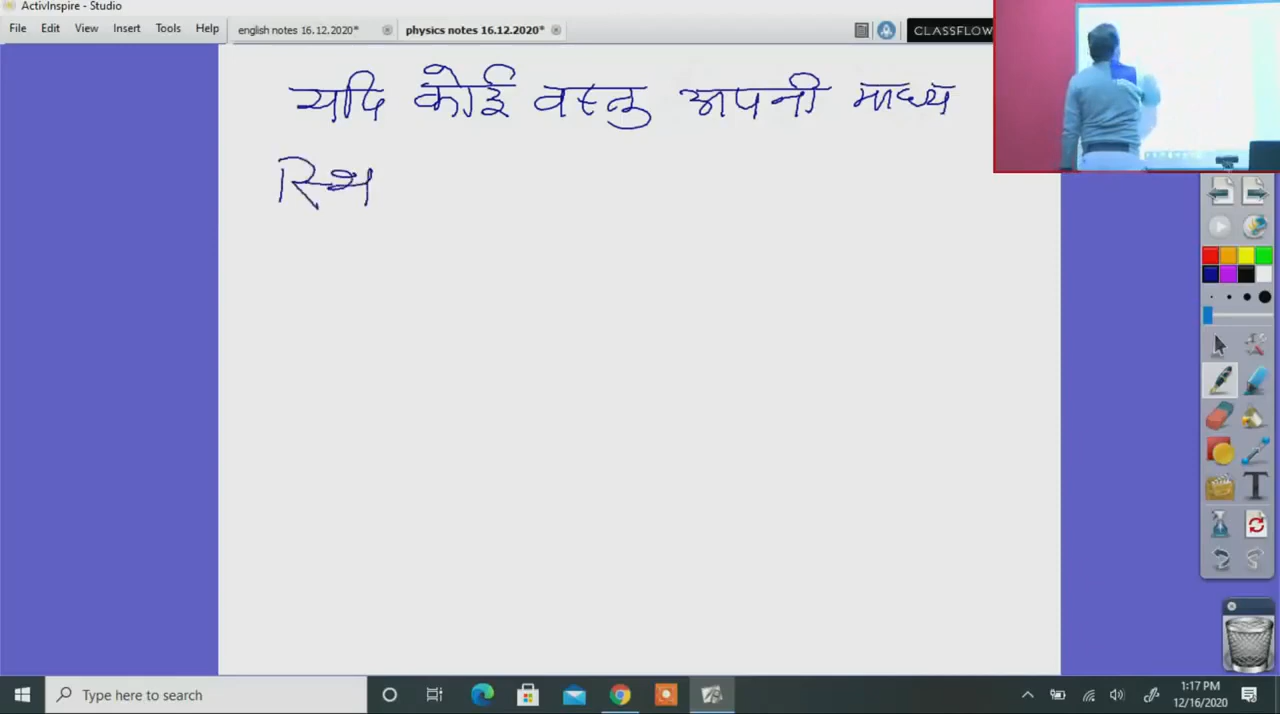 ActivInspire - Studio
File Edit View Insert Tools Help
english notes 16.12.2020*
physics notes 16.12.2020*
CLASSFLOW
यदि कोई वस्तु अपनी माध्य
स्थि
T
Type here to search
1:17 PM
12/16/2020